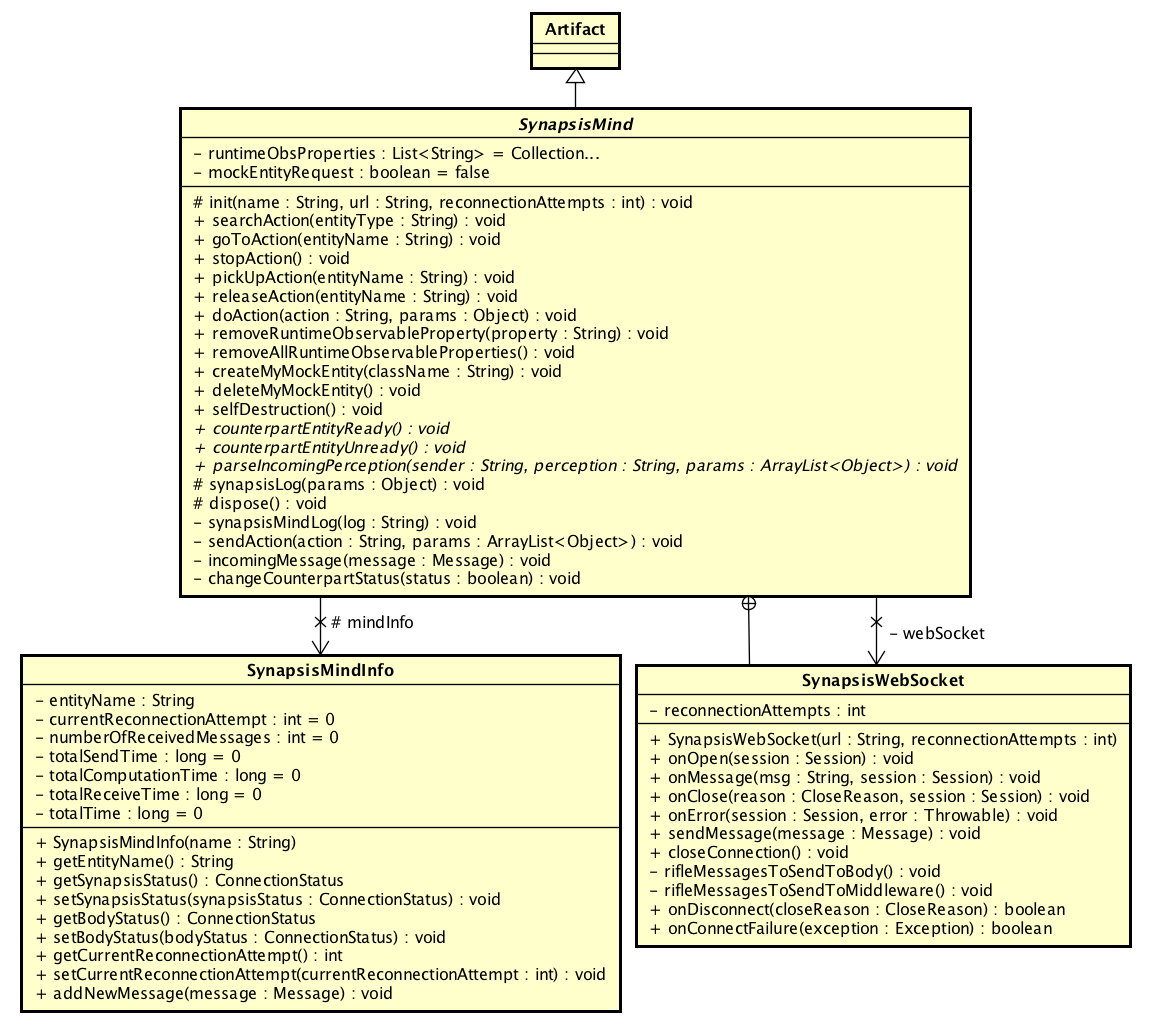 Artifact
SynapsisMind
- runtimeObsProperties : List<String> = Collection...
- mockEntityRequest : boolean = false
# init(name : String, url : String, reconnectionAttempts : int) : void
+ searchAction(entityType : String) : void
+ goToAction(entityName : String) : void
+ stopAction() : void
+ pickUpAction(entityName : String) : void
+ releaseAction(entityName : String) : void
+ doAction(action : String, params : Object) : void
+ removeRuntimeObservableProperty(property : String) : void
+ removeAllRuntimeObservableProperties() : void
+ createMyMockEntity(className : String) : void
+ deleteMyMockEntity() : void
+ selfDestruction() : void
+ counterpartEntityReady() : void
+ counterpartEntityUnready() : void
+ parseIncomingPerception(sender : String, perception : String, params : ArrayList<Object>) : void
# synapsisLog(params : Object) : void
# dispose() : void
- synapsisMindLog(log : String) : void
- sendAction(action : String, params : ArrayList<Object>) : void
- incomingMessage(message : Message) : void
- changeCounterpartStatus(status : boolean) : void
# mindInfo
- webSocket
SynapsisMindInfo
- entityName : String
- currentReconnectionAttempt : int = 0
- numberOfReceivedMessages : int = 0
- totalSendTime : long = 0
- totalComputationTime : long = 0
- totalReceiveTime : long = 0
- totalTime : long = 0
+ SynapsisMindInfo(name : String)
+ getEntityName() : String
+ getSynapsisStatus() : ConnectionStatus
+ setSynapsisStatus(synapsisStatus : ConnectionStatus) : void
+ getBodyStatus() : ConnectionStatus
+ setBodyStatus(bodyStatus : ConnectionStatus) : void
+ getCurrentReconnectionAttempt() : int
+ setCurrentReconnectionAttempt(currentReconnectionAttempt : int) : void
+ addNewMessage(message : Message) : void
SynapsisWebSocket
- reconnectionAttempts : int
+ SynapsisWebSocket(url : String, reconnectionAttempts : int)
+ onOpen(session : Session) : void
+ onMessage(msg : String, session : Session) : void
+ onClose(reason : CloseReason, session : Session) : void
+ onError(session : Session, error : Throwable) : void
+ sendMessage(message : Message) : void
+ closeConnection() : void
- rifleMessagesToSendToBody() : void
- rifleMessagesToSendToMiddleware() : void
+ onDisconnect(closeReason : CloseReason) : boolean
+ onConnectFailure(exception : Exception) : boolean